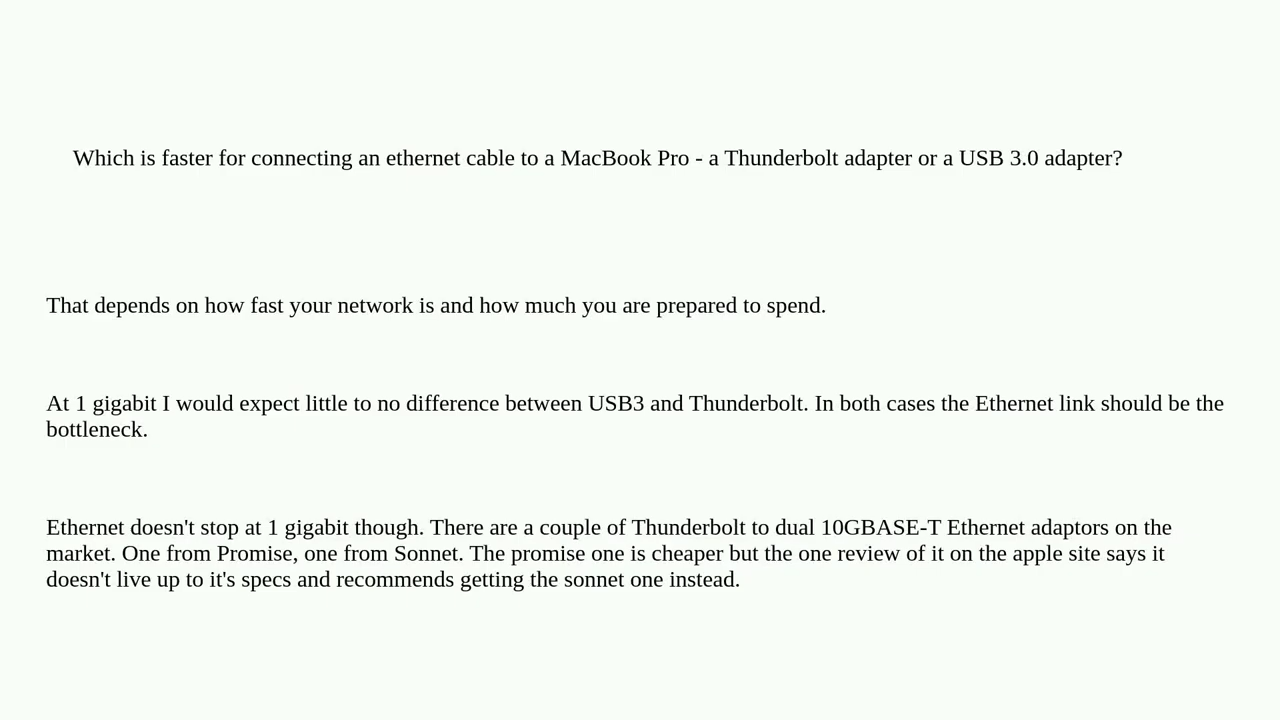 Which is faster for connecting an ethernet cable to a MacBook Pro - a Thunderbolt adapter or a USB 3.0 adapter?
That depends on how fast your network is and how much you are prepared to spend.
At 1 gigabit I would expect little to no difference between USB3 and Thunderbolt. In both cases the Ethernet link should be the
bottleneck.
Ethernet doesn't stop at 1 gigabit though. There are a couple of Thunderbolt to dual 10GBASE-T Ethernet adaptors on the
market. One from Promise, one from Sonnet. The promise one is cheaper but the one review of it on the apple site says it
doesn't live up to it's specs and recommends getting the sonnet one instead.